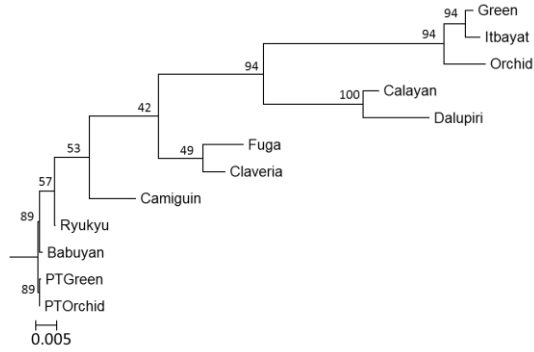 94 Green
94 Itbayat
Orchid
94
100 Calayan
Dalupiri
42
49 Fuga
Claveria
53
Camiguin
57
Ryukyu
89
Babuyan
PTGreen
89
PTOrchid
0.005